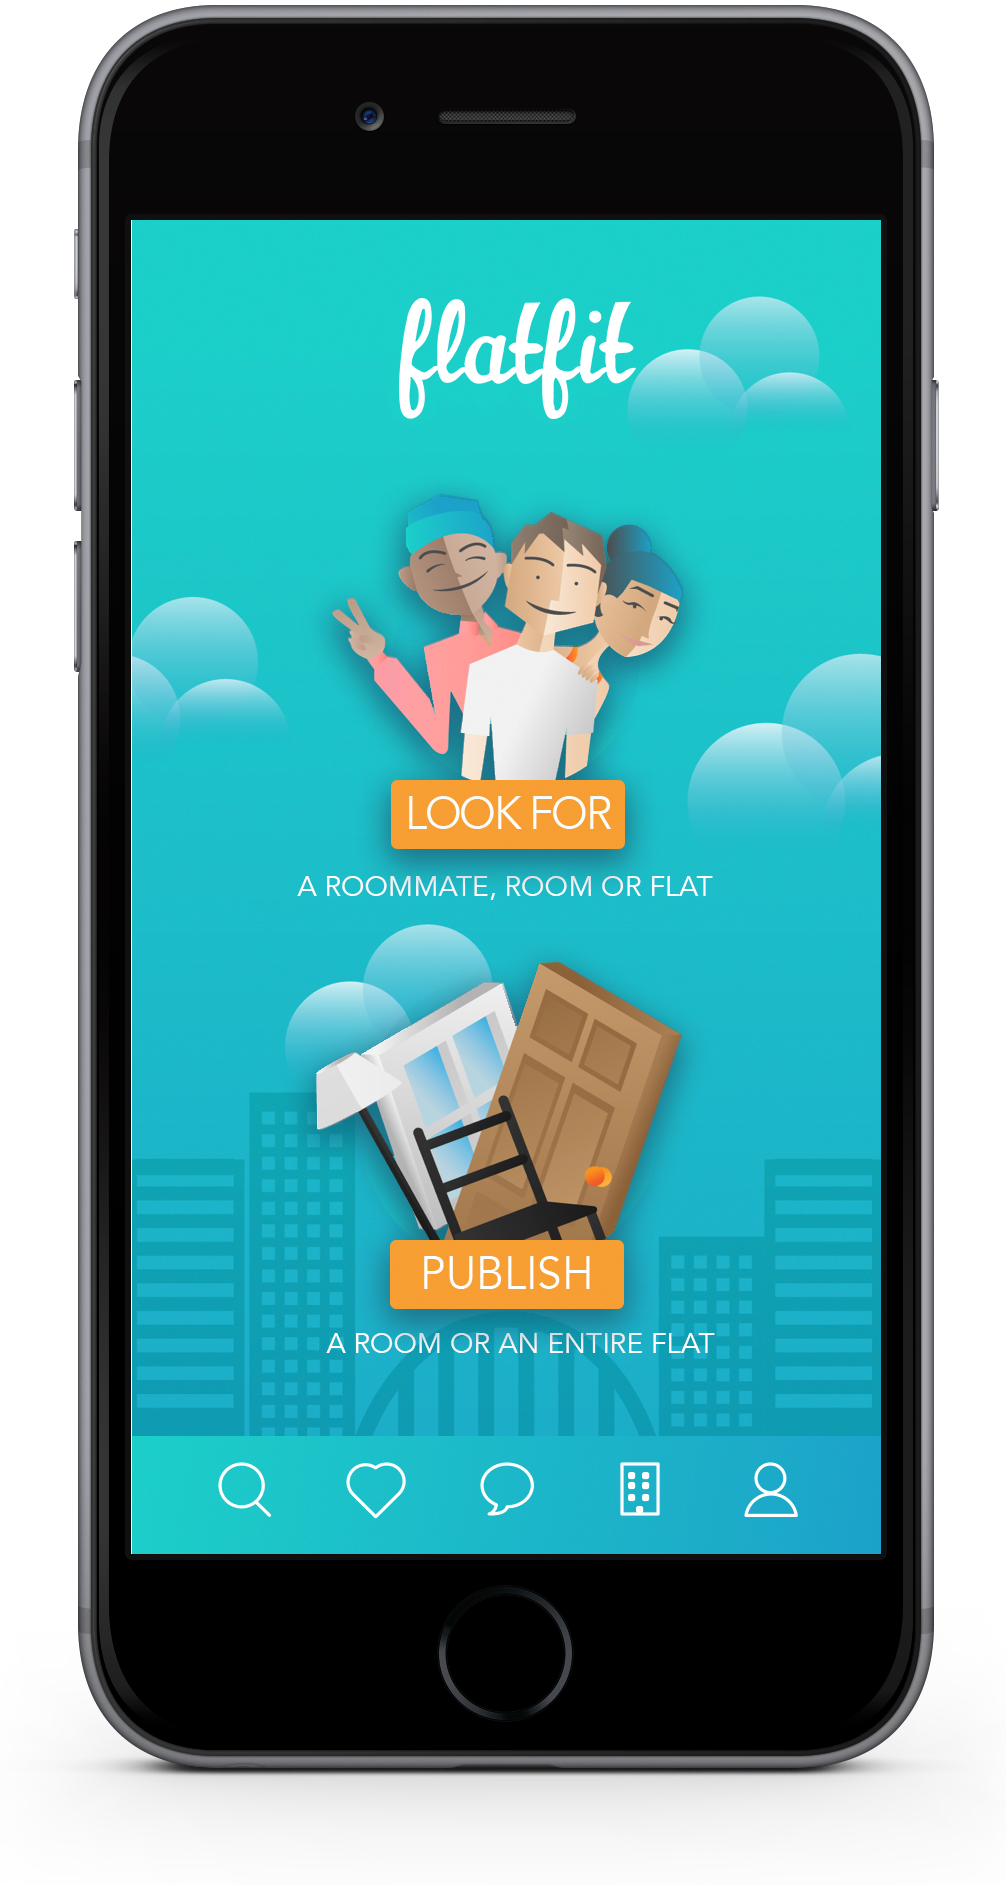 flatfit
LOOK FOR
A ROOMMATE, ROOM OR FLAT
PUBLISH
A ROOM OR AN ENTIRE FLAT